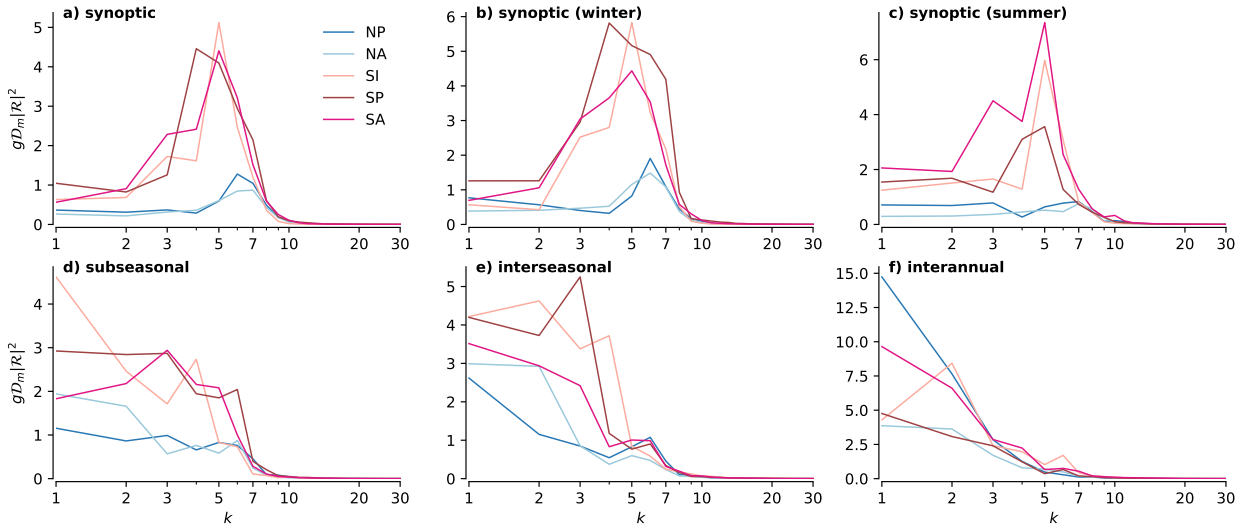 a) synoptic
b) synoptic (winter)
c) synoptic (summer)
g𝒟ₘ|ℛ|²
5
4
3
2
1
0
1 2 3 5 7 10 20 30
NP
NA
SI
SP
SA
6
5
4
3
2
1
0
1 2 3 5 7 10 20 30
6
4
2
0
1 2 3 5 7 10 20 30
d) subseasonal
e) interseasonal
f) interannual
g𝒟ₘ|ℛ|²
4
3
2
1
0
1 2 3 5 7 10 20 30
k
5
4
3
2
1
0
1 2 3 5 7 10 20 30
k
15.0
12.5
10.0
7.5
5.0
2.5
0.0
1 2 3 5 7 10 20 30
k